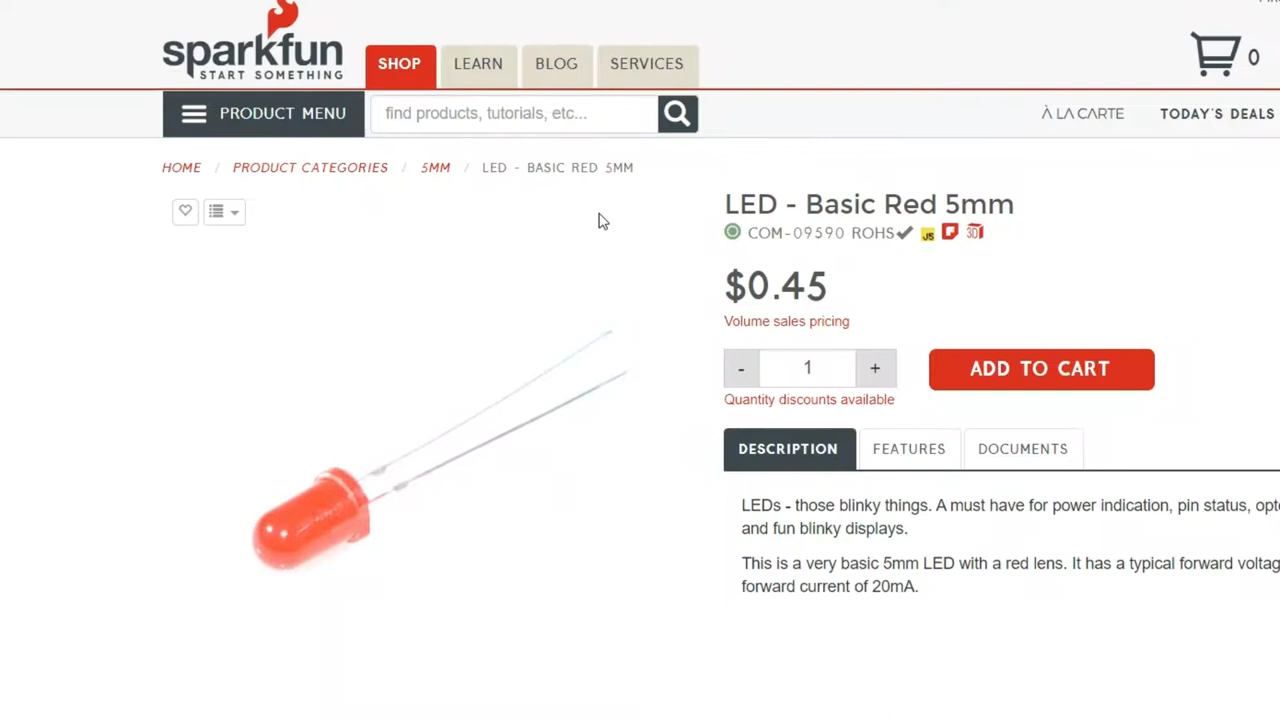 sparkfun
START SOMETHING
SHOP
LEARN
BLOG
SERVICES
0
PRODUCT MENU
find products, tutorials, etc...
À LA CARTE
TODAY'S DEALS
HOME / PRODUCT CATEGORIES / 5MM / LED - BASIC RED 5MM
LED - Basic Red 5mm
COM-09590 ROHS✓ JS 3D
$0.45
Volume sales pricing
- 1 +
ADD TO CART
Quantity discounts available
DESCRIPTION
FEATURES
DOCUMENTS
LEDs - those blinky things. A must have for power indication, pin status, opto
and fun blinky displays.
This is a very basic 5mm LED with a red lens. It has a typical forward voltag
forward current of 20mA.